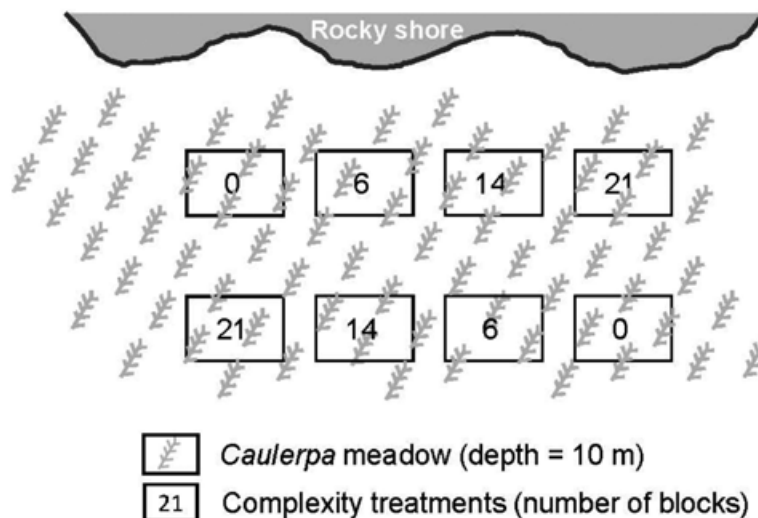 Rocky shore
0 6 14 21
21 14 6 0
Caulerpa meadow (depth = 10 m)
21 Complexity treatments (number of blocks)